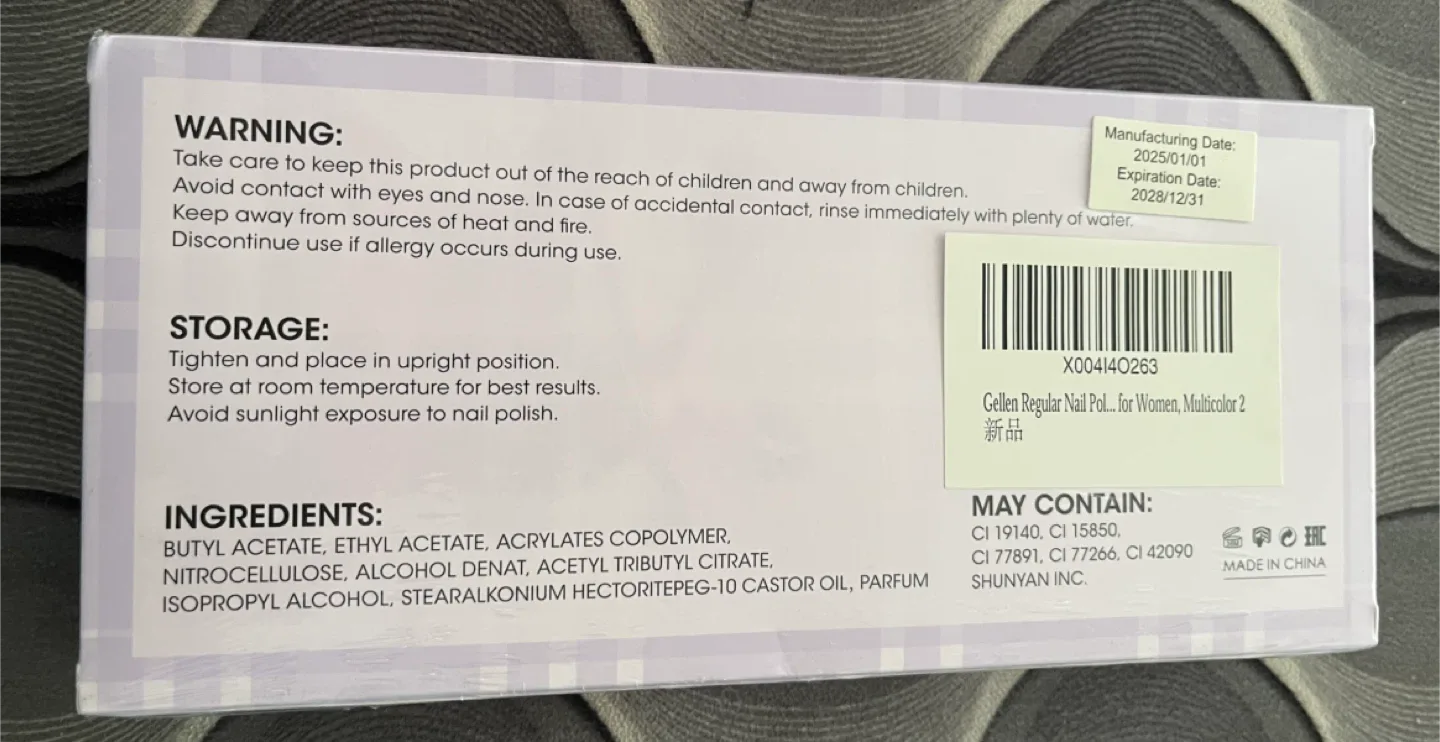 WARNING:
Take care to keep this product out of the reach of children and away from children.
Avoid contact with eyes and nose. In case of accidental contact, rinse immediately with plenty of water.
Keep away from sources of heat and fire.
Discontinue use if allergy occurs during use.
Manufacturing Date:
2025/01/01
Expiration Date:
2028/12/31
X004I4O263
Gellen Regular Nail Pol... for Women, Multicolor 2
新品
STORAGE:
Tighten and place in upright position.
Store at room temperature for best results.
Avoid sunlight exposure to nail polish.
INGREDIENTS:
BUTYL ACETATE, ETHYL ACETATE, ACRYLATES COPOLYMER,
NITROCELLULOSE, ALCOHOL DENAT, ACETYL TRIBUTYL CITRATE,
ISOPROPYL ALCOHOL, STEARALKONIUM HECTORITEPEG-10 CASTOR OIL, PARFUM
MAY CONTAIN:
CI 19140, CI 15850,
CI 77891, CI 77266, CI 42090
SHUNYAN INC.
EAC
MADE IN CHINA